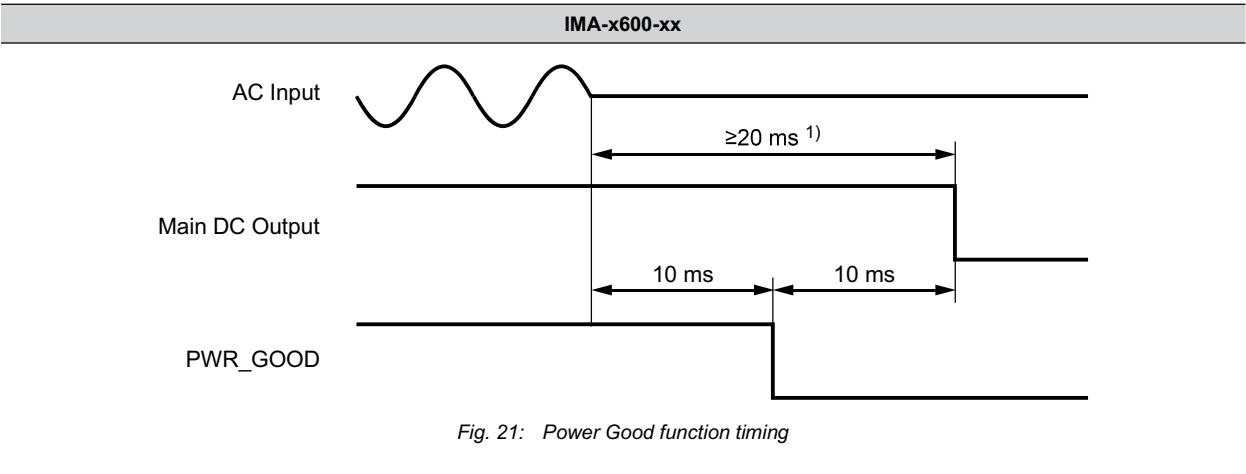 IMA-x600-xx
AC Input
≥20 ms 1)
Main DC Output
10 ms
10 ms
PWR_GOOD
Fig. 21: Power Good function timing